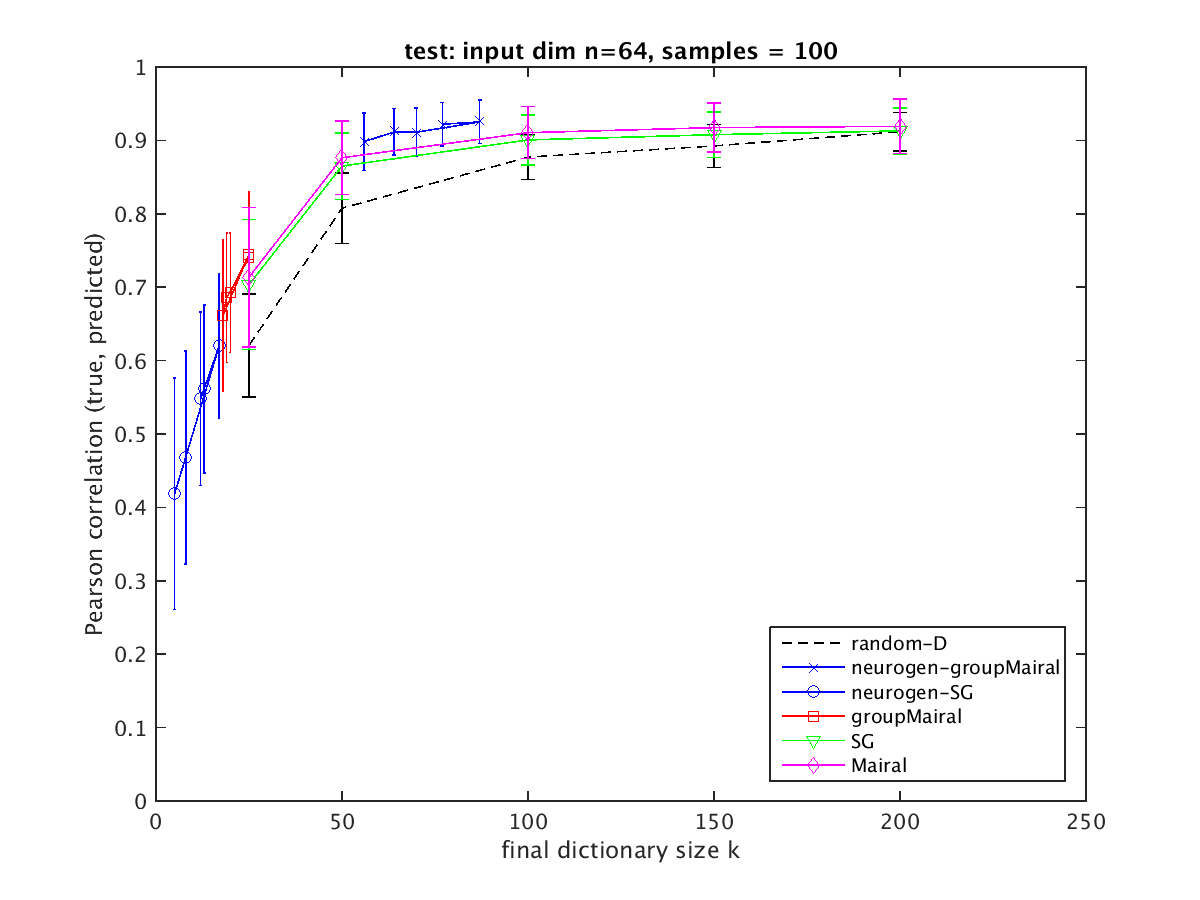 test: input dim n=64, samples = 100
Pearson correlation (true, predicted)
1
0.9
0.8
0.7
0.6
0.5
0.4
0.3
0.2
0.1
0
0 50 100 150 200 250
final dictionary size k
random-D
neurogen-groupMairal
neurogen-SG
groupMairal
SG
Mairal